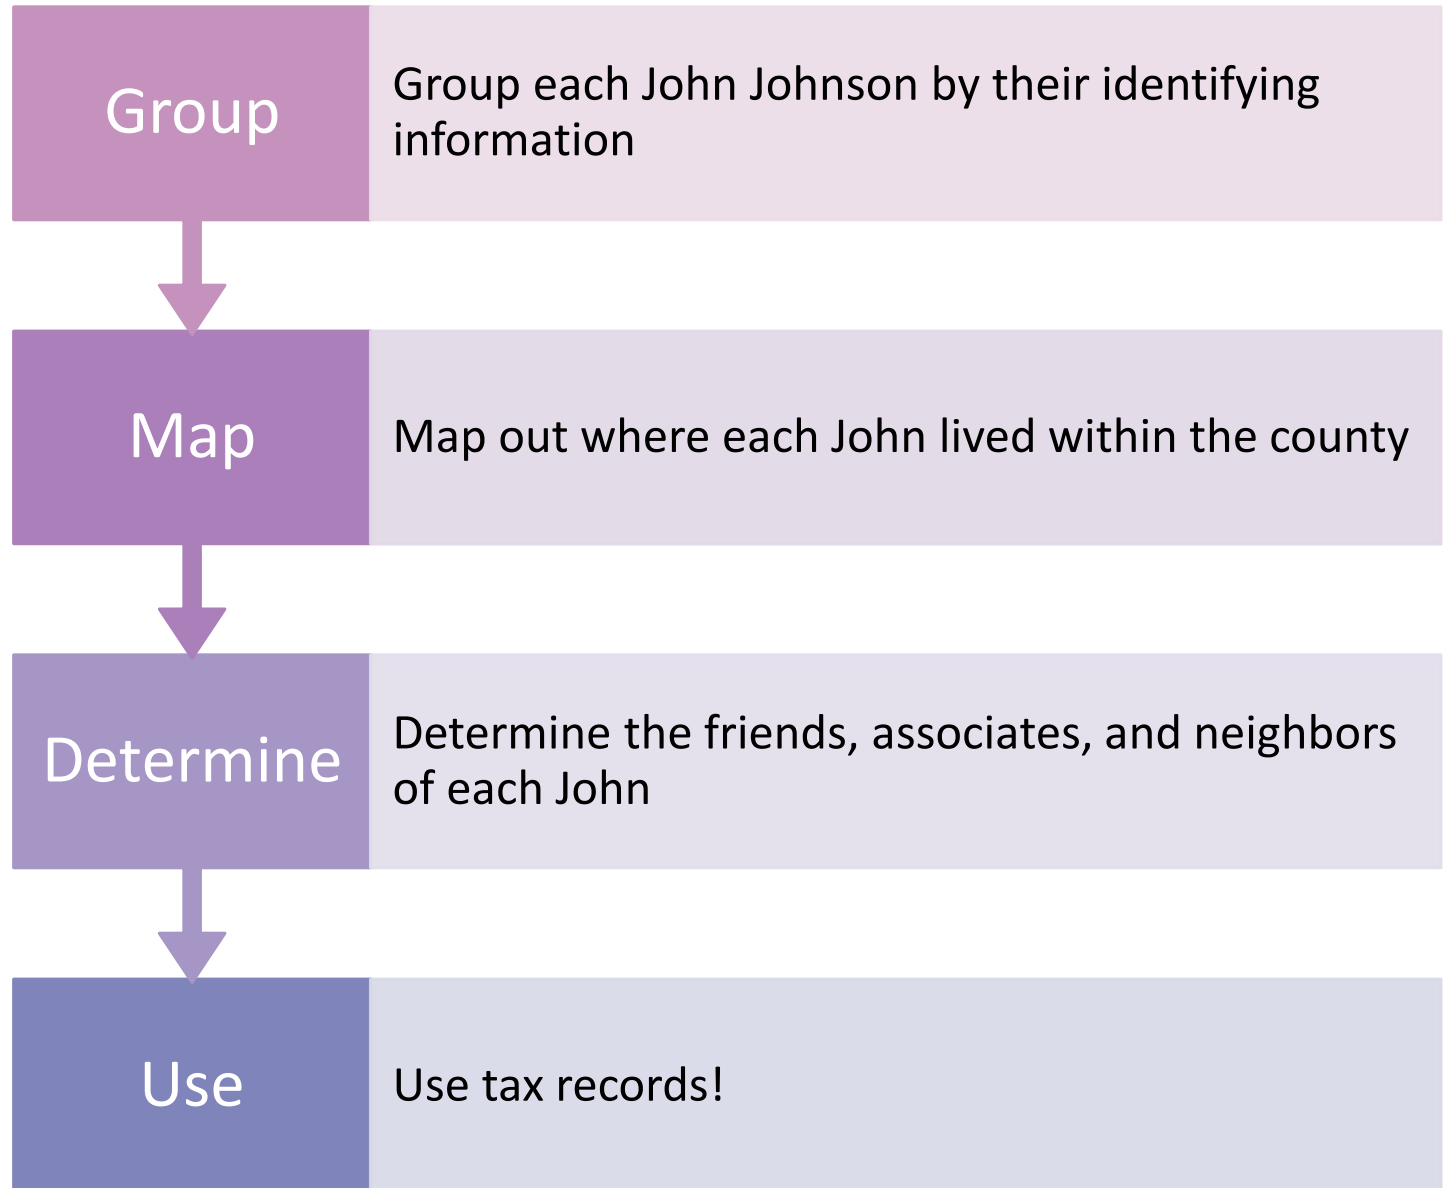 Group
Group each John Johnson by their identifying
information
Map
Map out where each John lived within the county
Determine
Determine the friends, associates, and neighbors
of each John
Use
Use tax records!